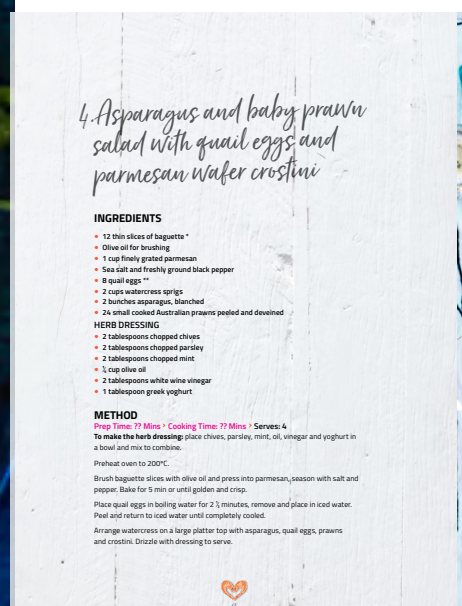 4. Asparagus and baby prawn
salad with quail eggs and
parmesan wafer crostini
INGREDIENTS
• 12 thin slices of baguette *
• Olive oil for brushing
• 1 cup finely grated parmesan
• Sea salt and freshly ground black pepper
• 8 quail eggs **
• 2 cups watercress sprigs
• 2 bunches asparagus, blanched
• 24 small cooked Australian prawns peeled and deveined
HERB DRESSING
• 2 tablespoons chopped chives
• 2 tablespoons chopped parsley
• 2 tablespoons chopped mint
• cup olive oil
• 2 tablespoons white wine vinegar
• 1 tablespoon greek yoghurt
METHOD
Prep Time: ?? Mins > Cooking Time: ?? Mins > Serves: 4
To make the herb dressing: place chives, parsley, mint, oil, vinegar and yoghurt in
a bowl and mix to combine.
Preheat oven to 200°C.
Brush baguette slices with olive oil and press into parmesan, season with salt and
pepper. Bake for 5 min or until golden and crisp.
Place quail eggs in boiling water for 2 minutes, remove and place in iced water.
Peel and return to iced water until completely cooled.
Arrange watercress on a large platter top with asparagus, quail eggs, prawns
and crostini. Drizzle with dressing to serve.